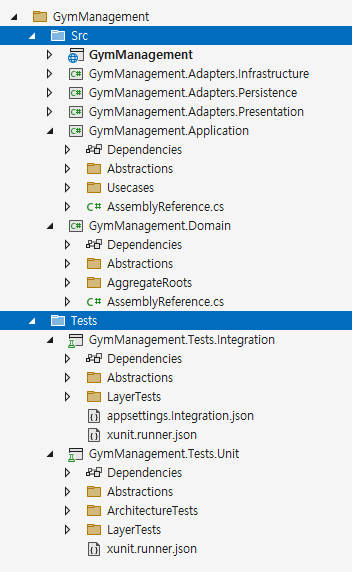 GymManagement
Src
GymManagement
GymManagement.Adapters.Infrastructure
GymManagement.Adapters.Persistence
GymManagement.Adapters.Presentation
GymManagement.Application
Dependencies
Abstractions
Usecases
C# AssemblyReference.cs
GymManagement.Domain
Dependencies
Abstractions
AggregateRoots
C# AssemblyReference.cs
Tests
GymManagement.Tests.Integration
Dependencies
Abstractions
LayerTests
appsettings.Integration.json
xunit.runner.json
GymManagement.Tests.Unit
Dependencies
Abstractions
ArchitectureTests
LayerTests
xunit.runner.json